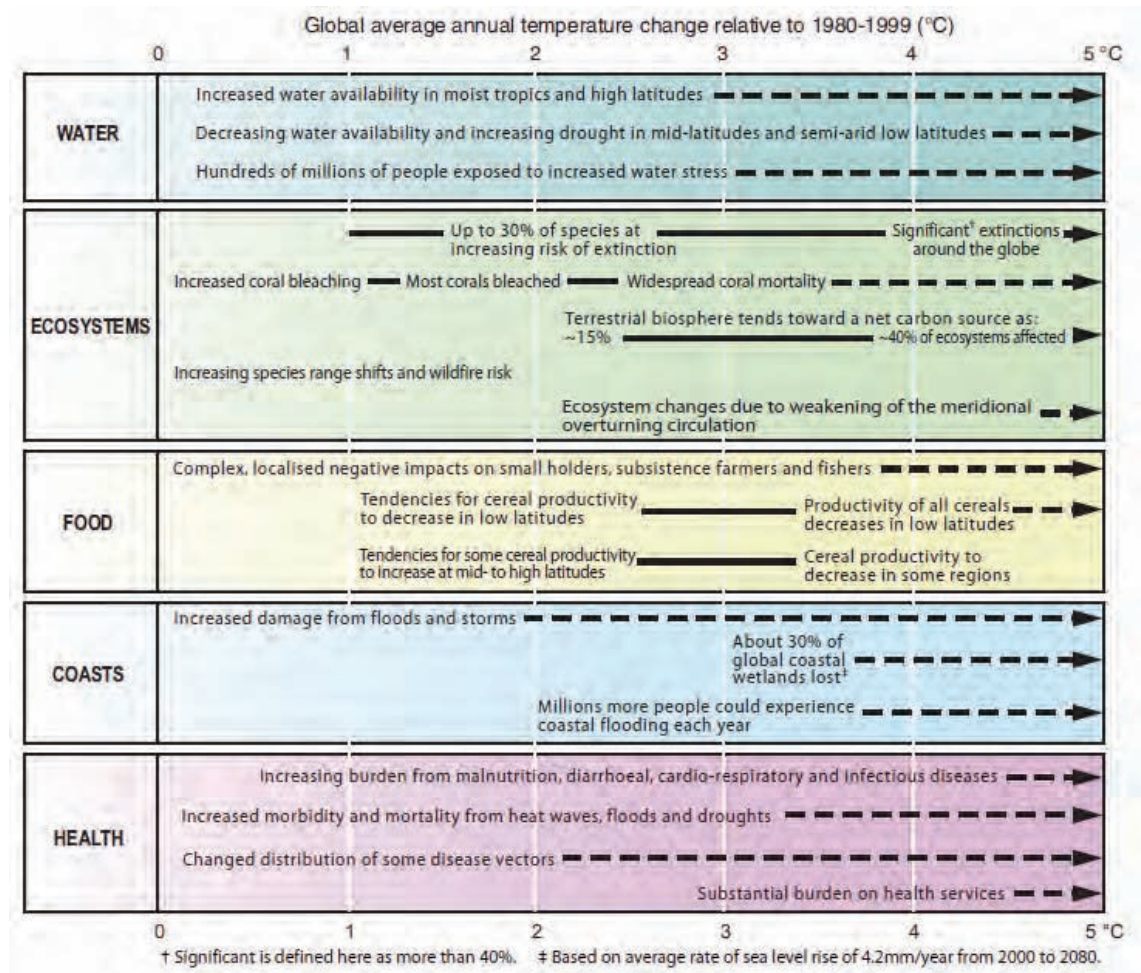 Global average annual temperature change relative to 1980-1999 (°C)
0 1 2 3 4 5 °C
WATER
Increased water availability in moist tropics and high latitudes
Decreasing water availability and increasing drought in mid-latitudes and semi-arid low latitudes
Hundreds of millions of people exposed to increased water stress
ECOSYSTEMS
Up to 30% of species at
increasing risk of extinction
Significant† extinctions
around the globe
Increased coral bleaching Most corals bleached Widespread coral mortality
Terrestrial biosphere tends toward a net carbon source as:
~15% ~40% of ecosystems affected
Increasing species range shifts and wildfire risk
Ecosystem changes due to weakening of the meridional
overturning circulation
FOOD
Complex, localised negative impacts on small holders, subsistence farmers and fishers
Tendencies for cereal productivity
to decrease in low latitudes
Productivity of all cereals
decreases in low latitudes
Tendencies for some cereal productivity
to increase at mid- to high latitudes
Cereal productivity to
decrease in some regions
COASTS
Increased damage from floods and storms
About 30% of
global coastal
wetlands lost‡
Millions more people could experience
coastal flooding each year
HEALTH
Increasing burden from malnutrition, diarrhoeal, cardio-respiratory and infectious diseases
Increased morbidity and mortality from heat waves, floods and droughts
Changed distribution of some disease vectors
Substantial burden on health services
0 1 2 3 4 5 °C
† Significant is defined here as more than 40%. ‡ Based on average rate of sea level rise of 4.2mm/year from 2000 to 2080.